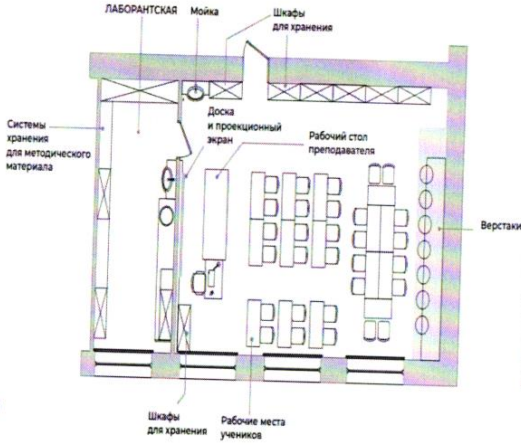 ЛАБОРАНТСКАЯ
Мойка
Шкафы
для хранения
Системы
хранения
для методического
материала
Доска
и проекционный
экран
Рабочий стол
преподавателя
Верстаки
Шкафы
для хранения
Рабочие места
учеников